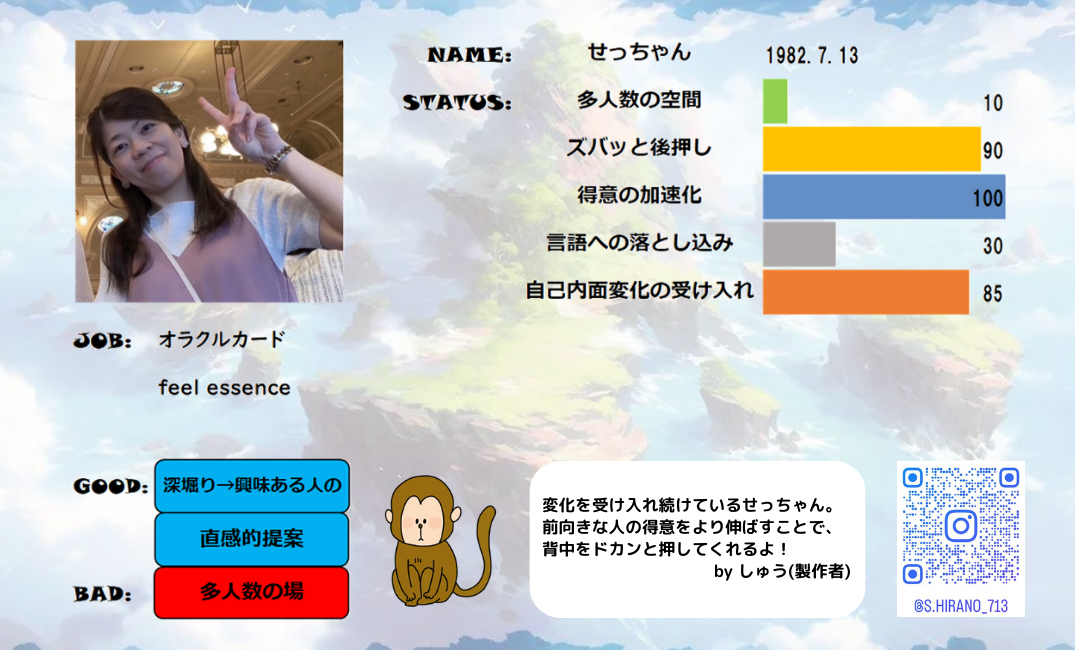 NAME: せっちゃん 1982.7.13
STATUS: 多人数の空間 10
ズバッと後押し 90
得意の加速化 100
言語への落とし込み 30
自己内面変化の受け入れ 85
JOB: オラクルカード
feel essence
GOOD: 深堀り→興味ある人の
直感的提案
BAD: 多人数の場
変化を受け入れ続けているせっちゃん。
前向きな人の得意をより伸ばすことで、
背中をドカンと押してくれるよ！
by しゅう(製作者)
@S.HIRANO_713